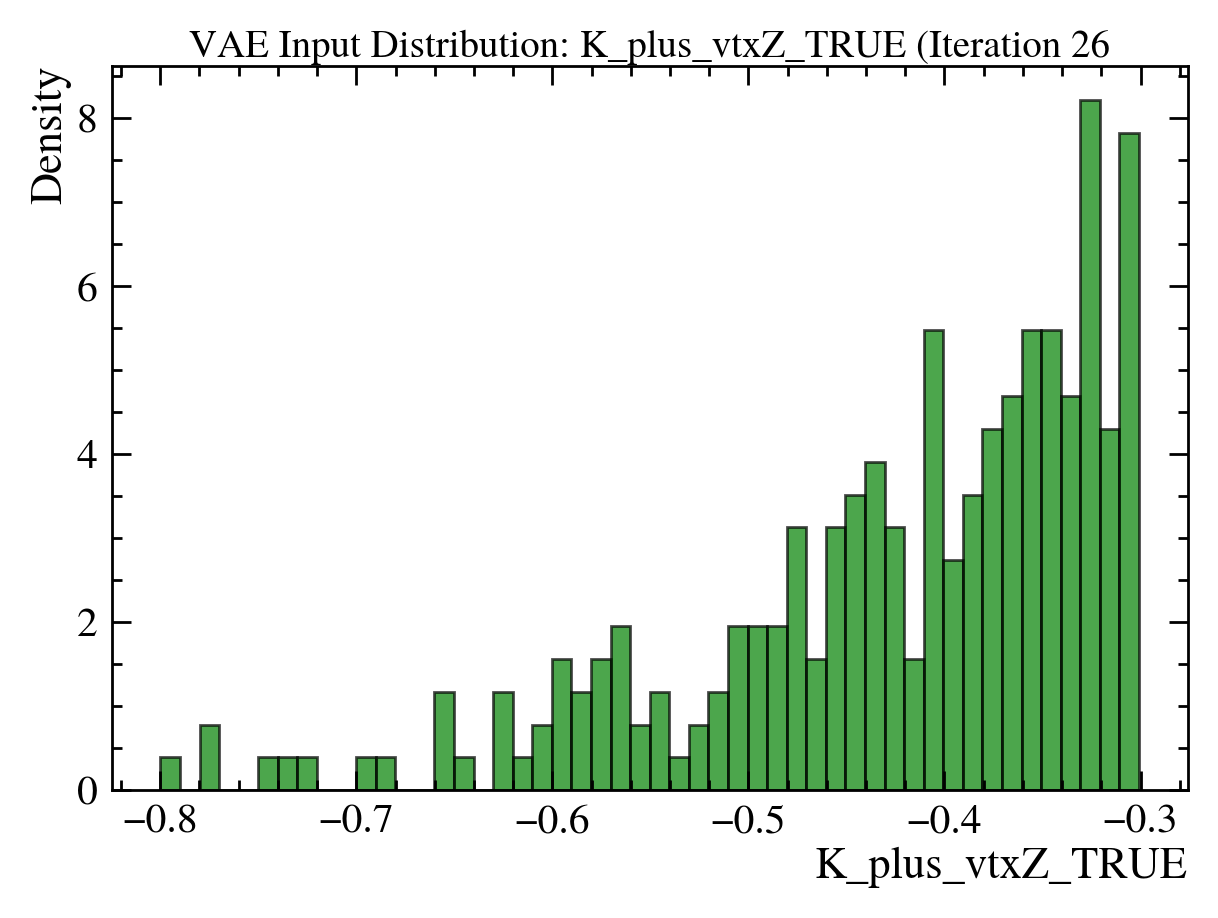 VAE Input Distribution: K_plus_vtxZ_TRUE (Iteration 26
Density
8
6
4
2
0
−0.8 −0.7 −0.6 −0.5 −0.4 −0.3
K_plus_vtxZ_TRUE